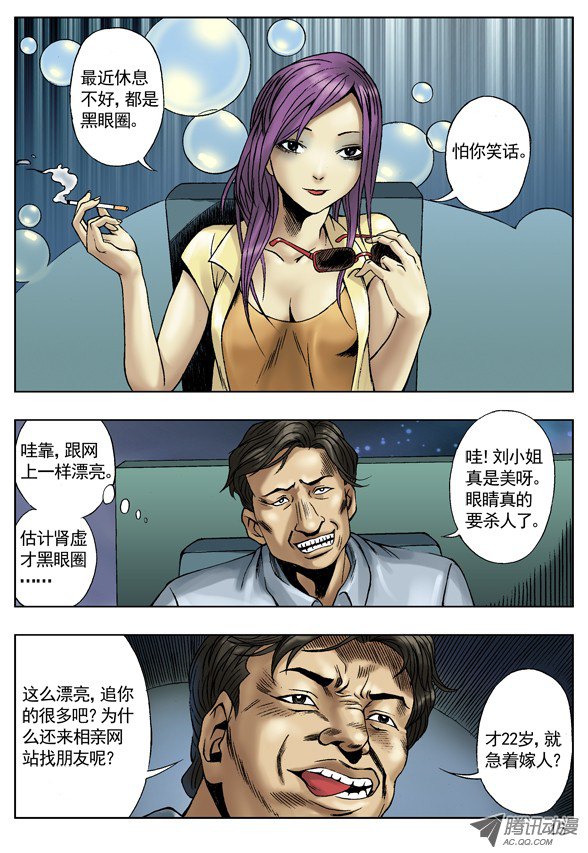 最近休息
不好，都是
黑眼圈。
怕你笑话。
哇靠，跟网
上一样漂亮。
估计肾虚
才黑眼圈
……
哇！刘小姐
真是美呀。
眼睛真的
要杀人了。
这么漂亮，追你
的很多吧？为什
么还来相亲网
站找朋友呢？
才22岁，就
急着嫁人？
腾讯动漫
AC.QQ.COM